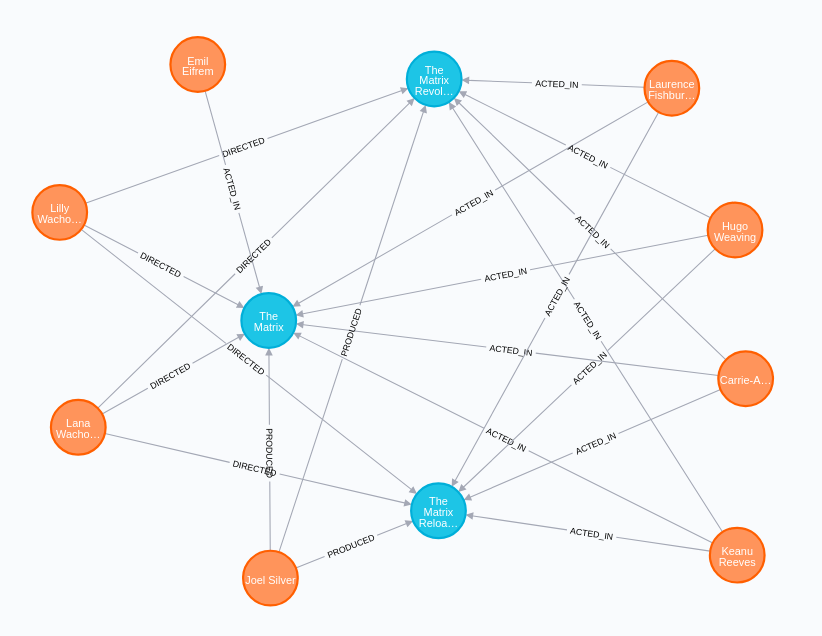 Emil
Eifrem
The
Matrix
Revol…
Laurence
Fishbur…
ACTED_IN
DIRECTED
ACTED_IN
ACTED_IN
ACTED_IN
Lilly
Wacho…
ACTED_IN
Hugo
Weaving
DIRECTED
DIRECTED
ACTED_IN
ACTED_IN
The
Matrix
PRODUCED
ACTED_IN
DIRECTED
ACTED_IN
DIRECTED
ACTED_IN
Carrie-A…
Lana
Wacho…
PRODUCED
ACTED_IN
ACTED_IN
DIRECTED
The
Matrix
Reloa…
ACTED_IN
PRODUCED
Keanu
Reeves
Joel Silver